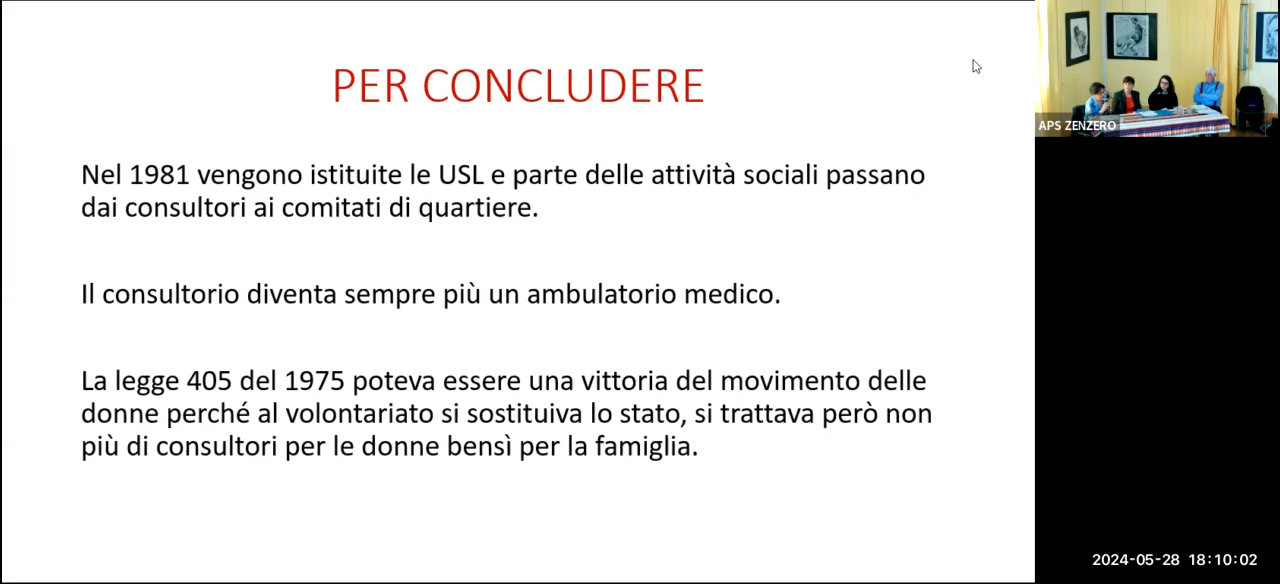 PER CONCLUDERE
Nel 1981 vengono istituite le USL e parte delle attività sociali passano
dai consultori ai comitati di quartiere.
Il consultorio diventa sempre più un ambulatorio medico.
La legge 405 del 1975 poteva essere una vittoria del movimento delle
donne perché al volontariato si sostituiva lo stato, si trattava però non
più di consultori per le donne bensì per la famiglia.
APS ZENZERO
2024-05-28 18:10:02